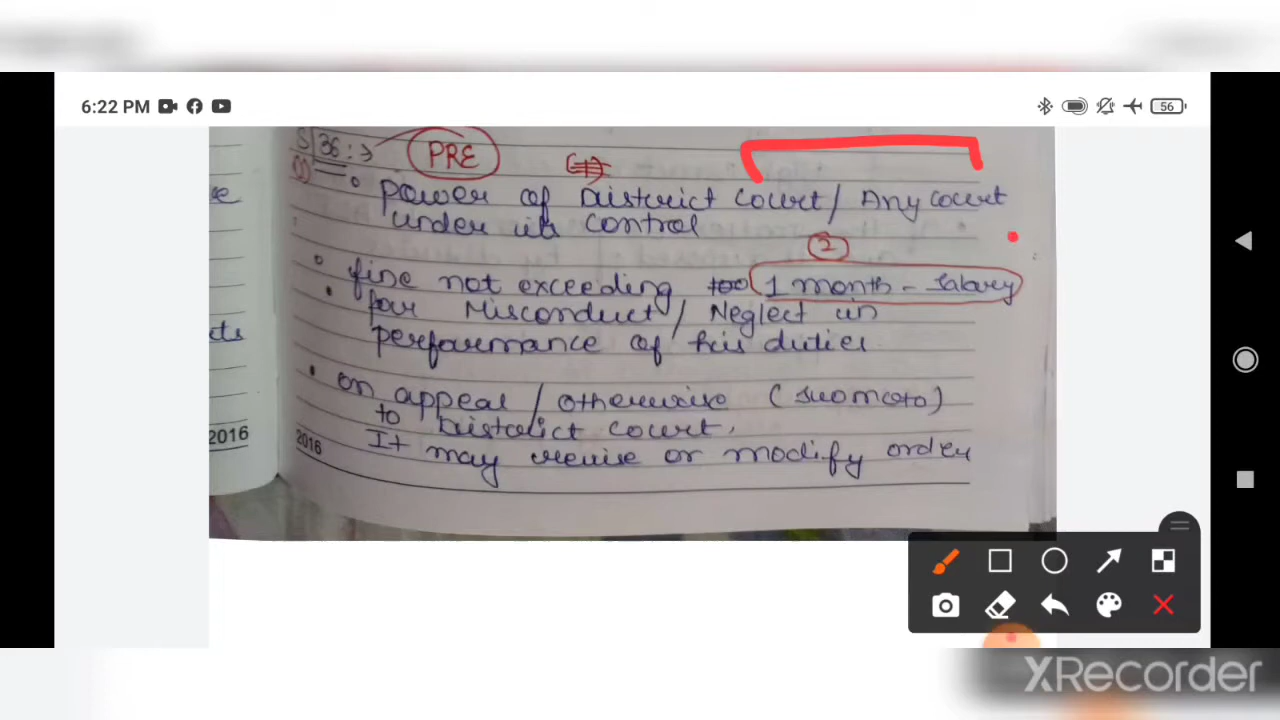 6:22 PM
56
S/36:→ PRE
(1)
• Power of District Court / Any Court
under its control
(2)
• fine not exceeding 1 month - salary
• for Misconduct / Neglect in
performance of his duties
• on appeal / otherwise (suomoto)
to District Court,
It may revise or modify order
2016
2016
XRecorder